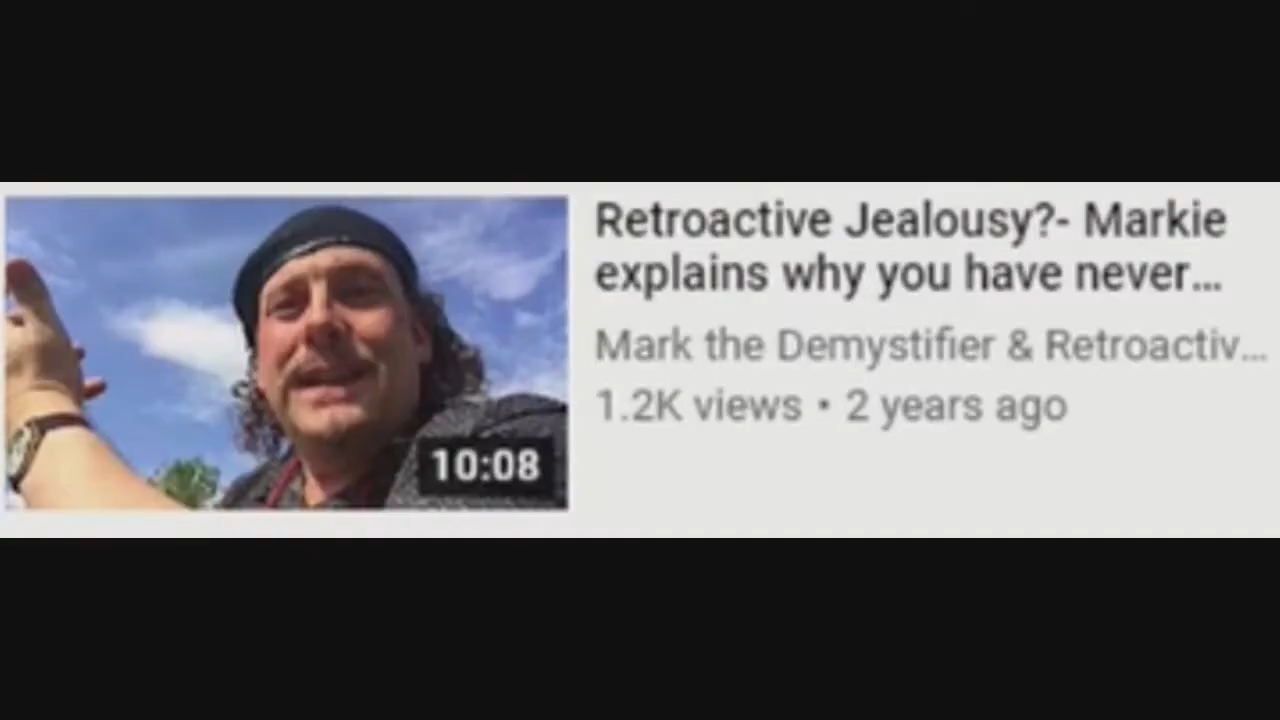 Retroactive Jealousy?- Markie
explains why you have never...
Mark the Demystifier & Retroactiv...
1.2K views • 2 years ago
10:08